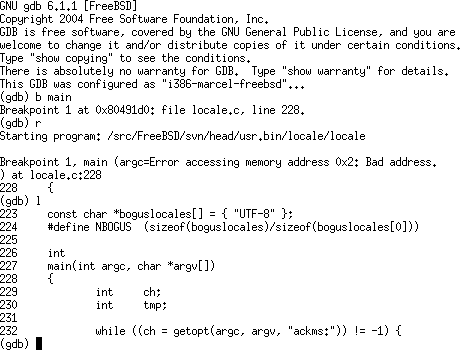 GNU gdb 6.1.1 [FreeBSD]
Copyright 2004 Free Software Foundation, Inc.
GDB is free software, covered by the GNU General Public License, and you are
welcome to change it and/or distribute copies of it under certain conditions.
Type "show copying" to see the conditions.
There is absolutely no warranty for GDB.  Type "show warranty" for details.
This GDB was configured as "i386-marcel-freebsd"...
(gdb) b main
Breakpoint 1 at 0x80491d0: file locale.c, line 228.
(gdb) r
Starting program: /src/FreeBSD/svn/head/usr.bin/locale/locale

Breakpoint 1, main (argc=Error accessing memory address 0x2: Bad address.
) at locale.c:228
228     {
(gdb) l
223     const char *boguslocales[] = { "UTF-8" };
224     #define NBOGUS  (sizeof(boguslocales)/sizeof(boguslocales[0]))
225
226     int
227     main(int argc, char *argv[])
228     {
229             int     ch;
230             int     tmp;
231
232             while ((ch = getopt(argc, argv, "ackms:")) != -1) {
(gdb)